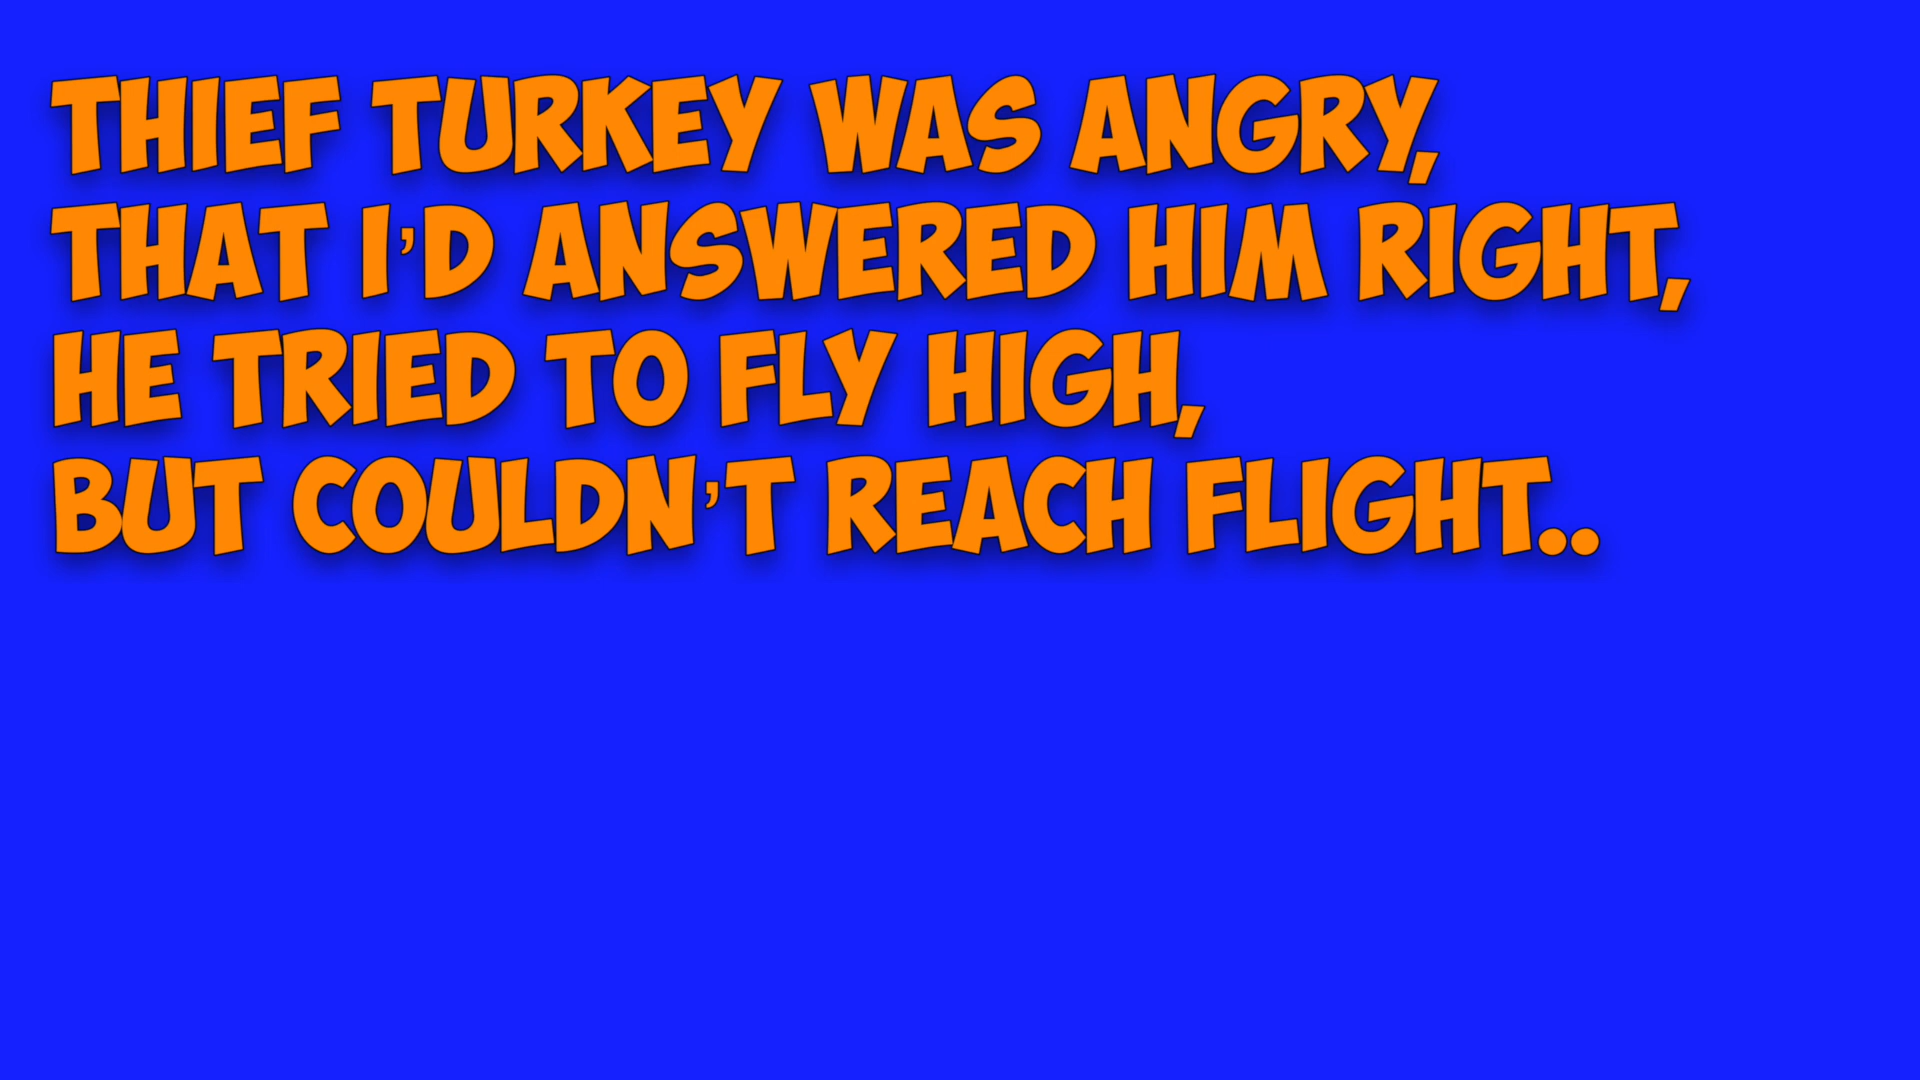 THIEF TURKEY WAS ANGRY,
THAT I'D ANSWERED HIM RIGHT,
HE TRIED TO FLY HIGH,
BUT COULDN'T REACH FLIGHT..